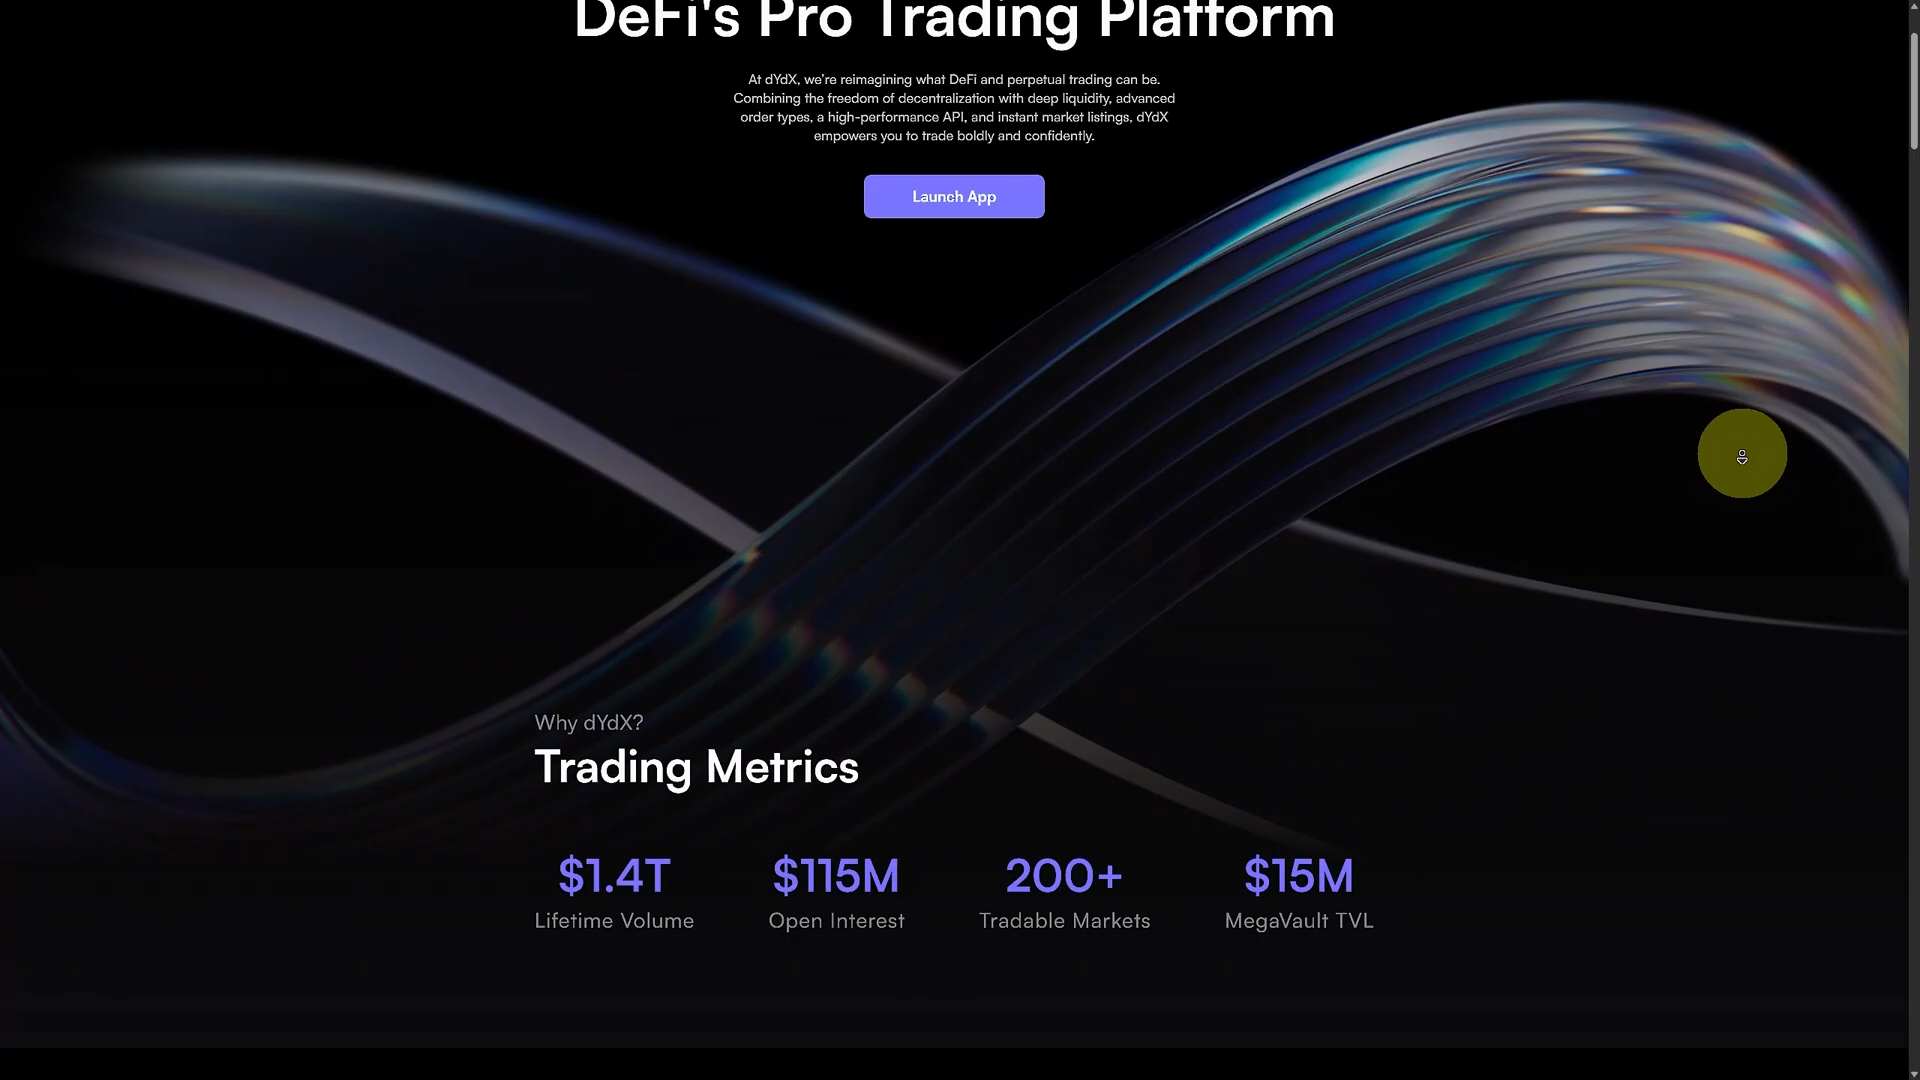 DeFi's Pro Trading Platform
At dYdX, we're reimagining what DeFi and perpetual trading can be.
Combining the freedom of decentralization with deep liquidity, advanced
order types, a high-performance API, and instant market listings, dYdX
empowers you to trade boldly and confidently.
Launch App
Why dYdX?
Trading Metrics
$1.4T
$115M
200+
$15M
Lifetime Volume
Open Interest
Tradable Markets
MegaVault TVL